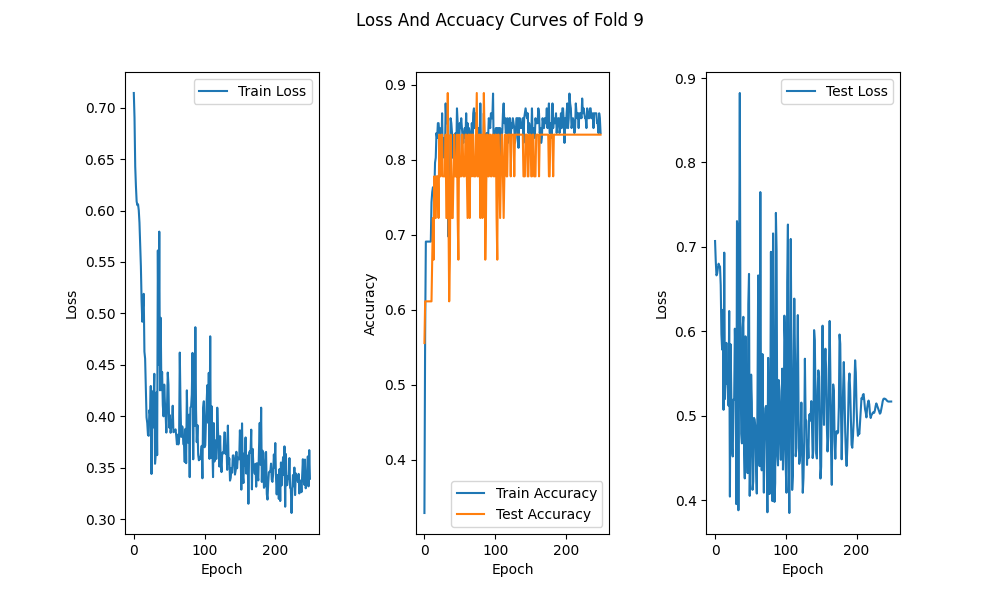 Loss And Accuacy Curves of Fold 9
Train Loss
0.70
0.65
0.60
0.55
0.50
0.45
0.40
0.35
0.30
Loss
0
100
200
Epoch
0.9
0.8
0.7
0.6
0.5
0.4
Accuracy
Train Accuracy
Test Accuracy
0
100
200
Epoch
Test Loss
0.9
0.8
0.7
0.6
0.5
0.4
Loss
0
100
200
Epoch